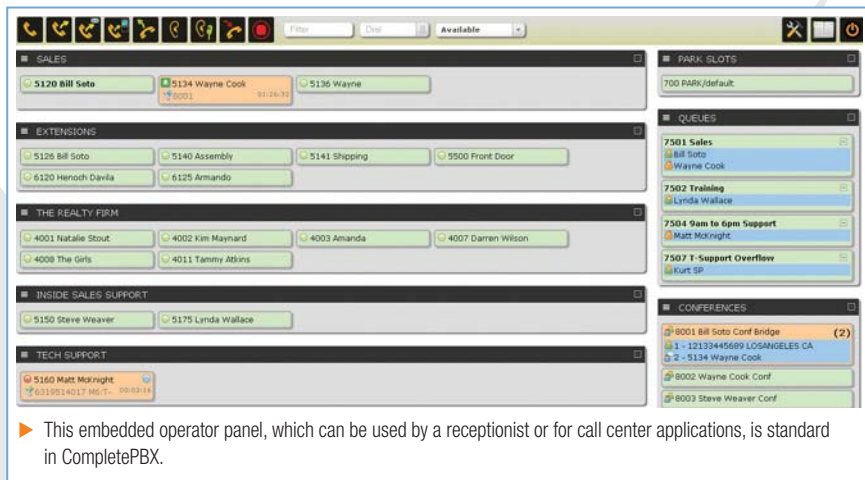 Filter
Dial
Available
SALES
5120 Bill Soto
5134 Wayne Cook
8001 01:26:32
5136 Wayne
EXTENSIONS
5126 Bill Soto
5140 Assembly
5141 Shipping
5500 Front Door
6120 Henoch Davila
6125 Armando
THE REALTY FIRM
4001 Natalie Stout
4002 Kim Maynard
4003 Amanda
4007 Darren Wilson
4008 The Girls
4011 Tammy Atkins
INSIDE SALES SUPPORT
5150 Steve Weaver
5175 Lynda Wallace
TECH SUPPORT
5160 Matt McKnight
6319514017 M6:T- 00:03:16
PARK SLOTS
700 PARK/default
QUEUES
7501 Sales
Bill Soto
Wayne Cook
7502 Training
Lynda Wallace
7504 9am to 6pm Support
Matt McKnight
7507 T-Support Overflow
Kurt SP
CONFERENCES
8001 Bill Soto Conf Bridge (2)
1 - 12133445689 LOSANGELES CA
2 - 5134 Wayne Cook
8002 Wayne Cook Conf
8003 Steve Weaver Conf
This embedded operator panel, which can be used by a receptionist or for call center applications, is standard
in CompletePBX.